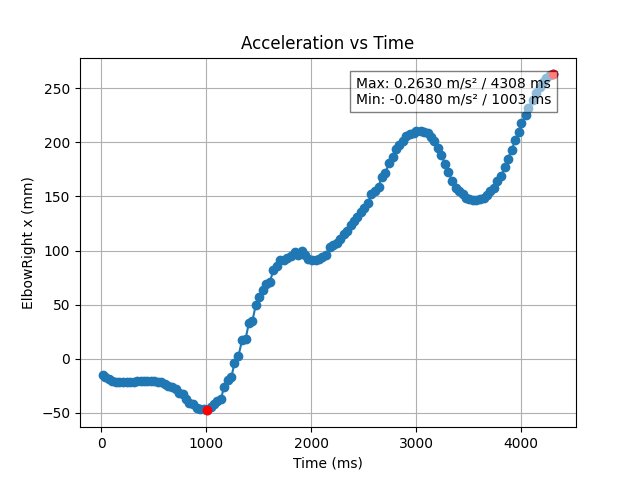 Acceleration vs Time
Max: 0.2630 m/s² / 4308 ms
Min: -0.0480 m/s² / 1003 ms
ElbowRight x (mm)
250
200
150
100
50
0
−50
0 1000 2000 3000 4000
Time (ms)